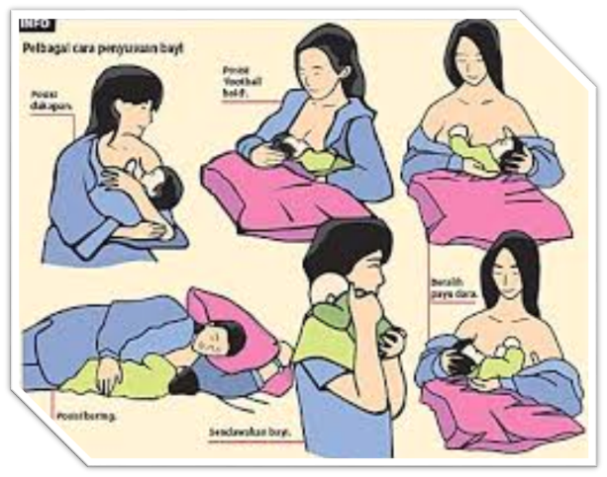 INFO
Pelbagai cara penyusuan bayi
Posisi
dakapan.
Posisi
'football
hold'.
Beralih
payu dara.
Posisi baring.
Sendawakan bayi.